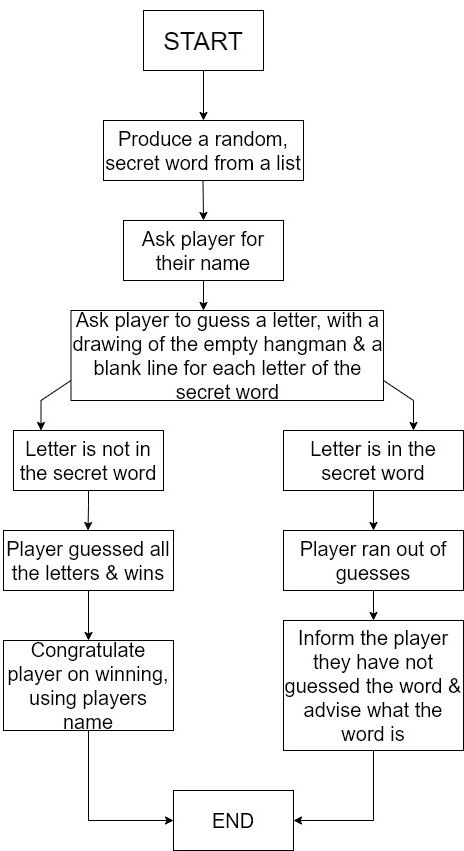 START
Produce a random,
secret word from a list
Ask player for
their name
Ask player to guess a letter, with a
drawing of the empty hangman & a
blank line for each letter of the
secret word
Letter is not in
the secret word
Letter is in the
secret word
Player guessed all
the letters & wins
Player ran out of
guesses
Congratulate
player on winning,
using players
name
Inform the player
they have not
guessed the word &
advise what the
word is
END